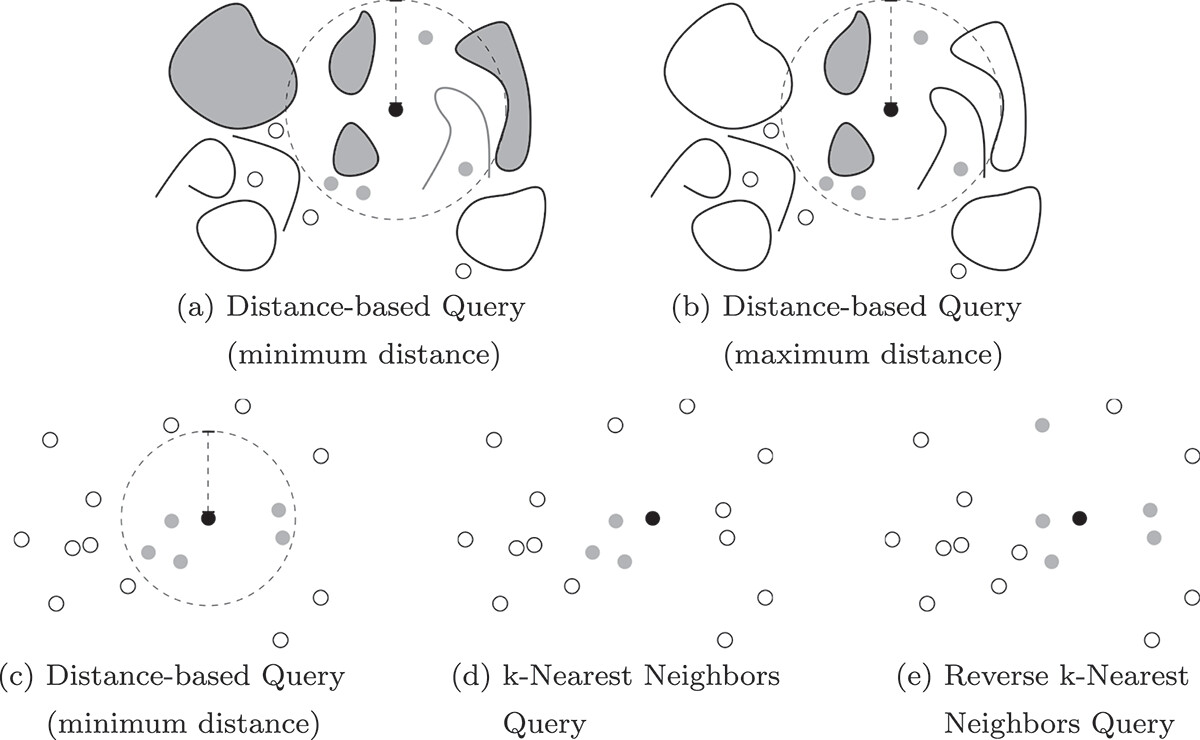 (a) Distance-based Query
(minimum distance)
(b) Distance-based Query
(maximum distance)
(c) Distance-based Query
(minimum distance)
(d) k-Nearest Neighbors
Query
(e) Reverse k-Nearest
Neighbors Query